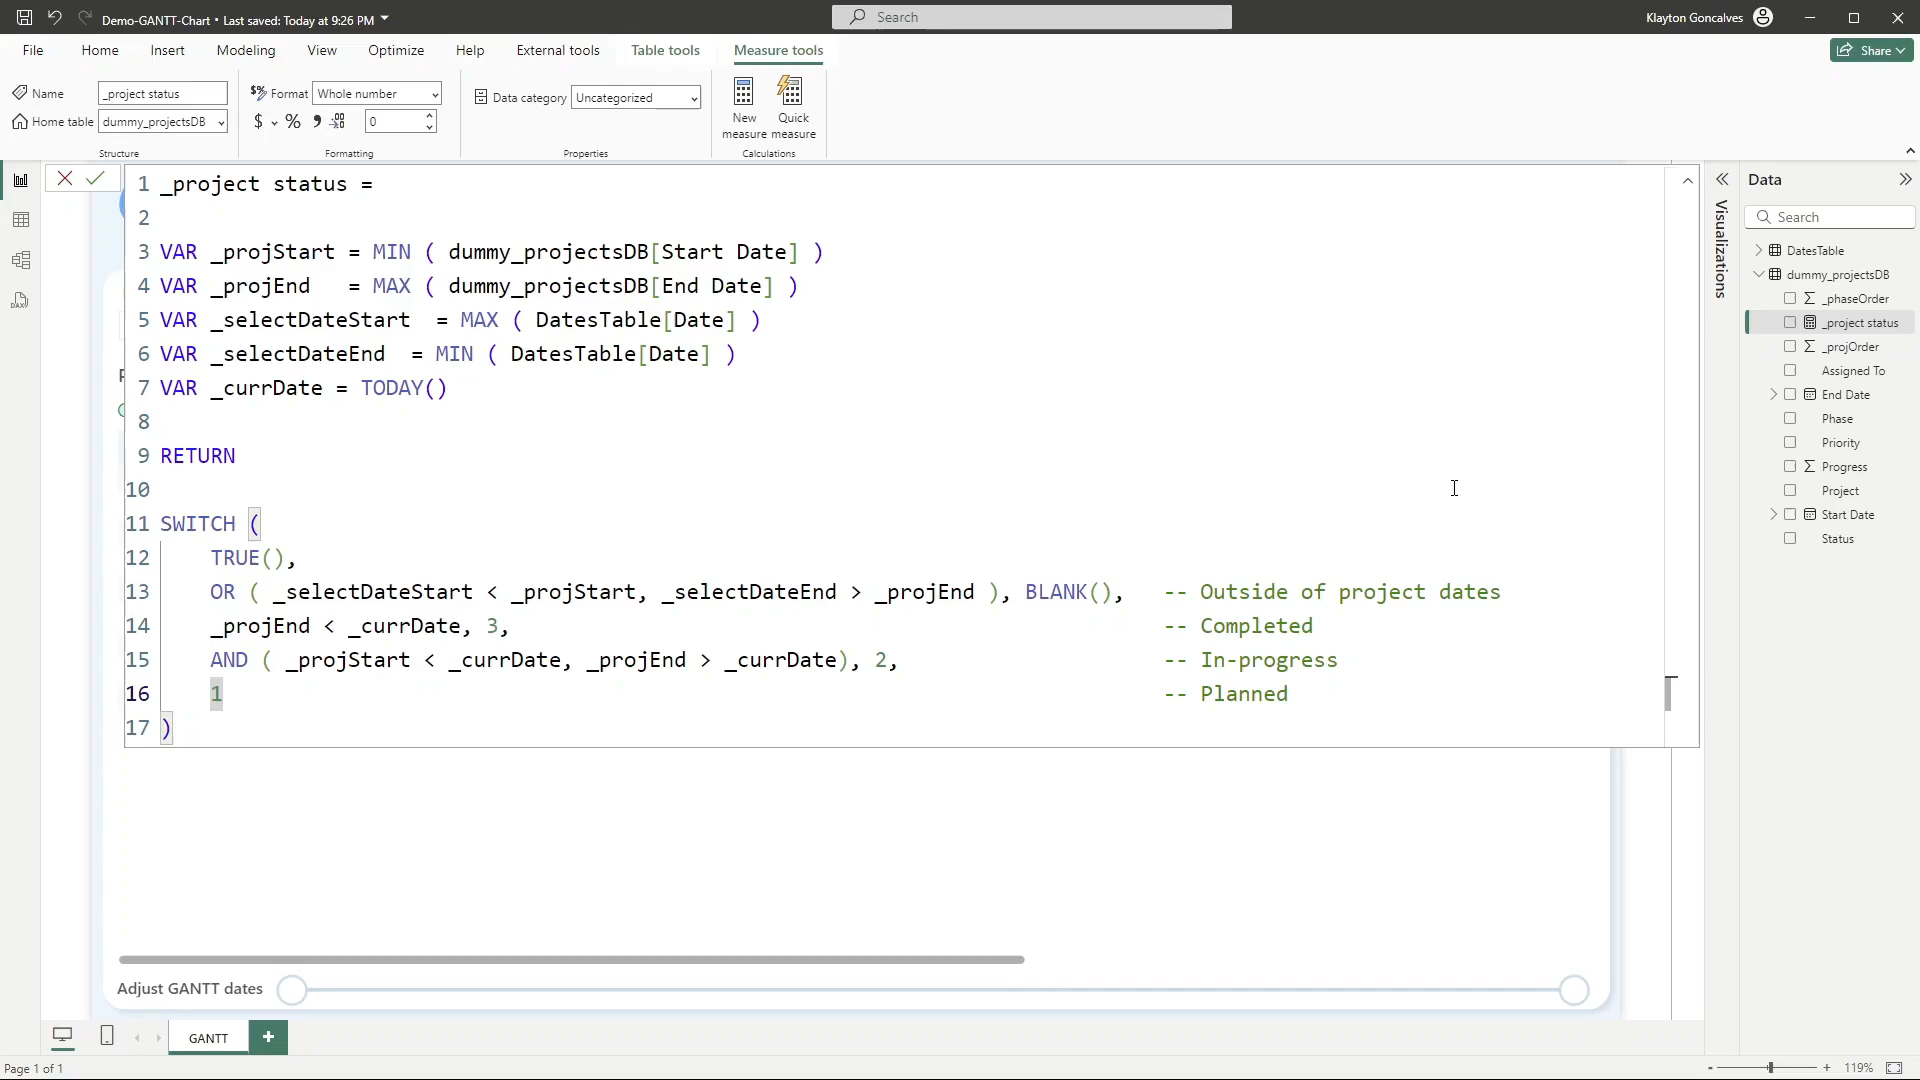 Demo-GANTT-Chart • Last saved: Today at 9:26 PM
Search
Klayton Goncalves
File Home Insert Modeling View Optimize Help External tools Table tools Measure tools
Share
Name _project status
Home table dummy_projectsDB
Structure
Format Whole number
$ % 9 0
Formatting
Data category Uncategorized
Properties
New measure
Quick measure
Calculations
1 _project status =
2
3 VAR _projStart = MIN ( dummy_projectsDB[Start Date] )
4 VAR _projEnd   = MAX ( dummy_projectsDB[End Date] )
5 VAR _selectDateStart  = MAX ( DatesTable[Date] )
6 VAR _selectDateEnd  = MIN ( DatesTable[Date] )
7 VAR _currDate = TODAY()
8
9 RETURN
10
11 SWITCH (
12     TRUE(),
13     OR ( _selectDateStart < _projStart, _selectDateEnd > _projEnd ), BLANK(),   -- Outside of project dates
14     _projEnd < _currDate, 3,   -- Completed
15     AND ( _projStart < _currDate, _projEnd > _currDate), 2,   -- In-progress
16     1   -- Planned
17 )
Adjust GANTT dates
GANTT
+
Page 1 of 1
- + 119%
Visualizations
Data
Search
DatesTable
dummy_projectsDB
_phaseOrder
_project status
_projOrder
Assigned To
End Date
Phase
Priority
Progress
Project
Start Date
Status